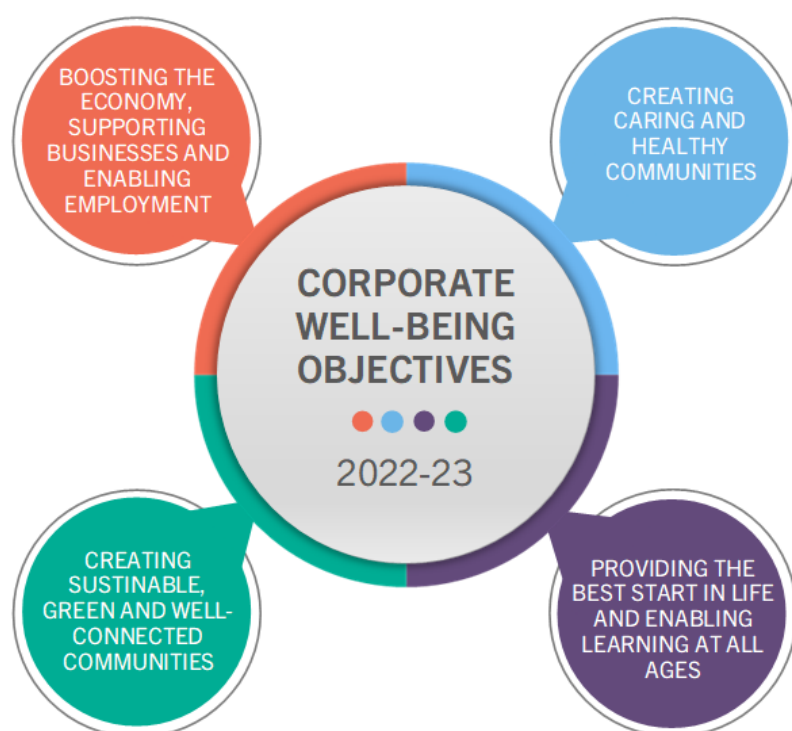 BOOSTING THE
ECONOMY,
SUPPORTING
BUSINESSES AND
ENABLING
EMPLOYMENT
CREATING
CARING AND
HEALTHY
COMMUNITIES
CORPORATE
WELL-BEING
OBJECTIVES
2022-23
CREATING
SUSTINABLE,
GREEN AND WELL-
CONNECTED
COMMUNITIES
PROVIDING THE
BEST START IN LIFE
AND ENABLING
LEARNING AT ALL
AGES